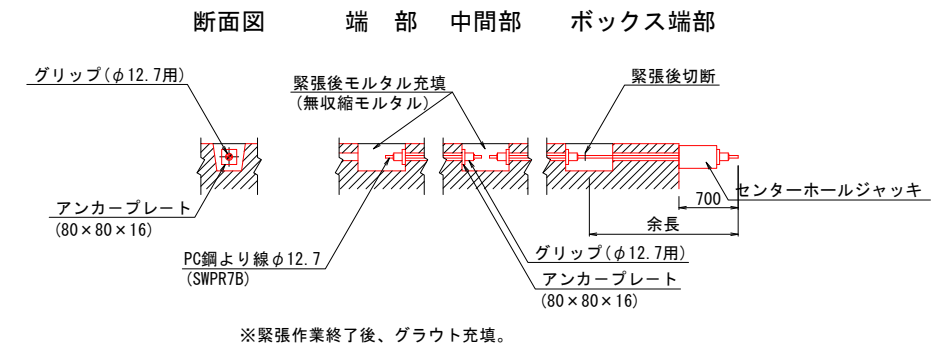 断面図
端　部
中間部
ボックス端部
グリップ(φ12.7用)
緊張後モルタル充填
(無収縮モルタル)
緊張後切断
アンカープレート
(80×80×16)
PC鋼より線φ12.7
(SWPR7B)
グリップ(φ12.7用)
アンカープレート
(80×80×16)
センターホールジャッキ
700
余長
※緊張作業終了後、グラウト充填。